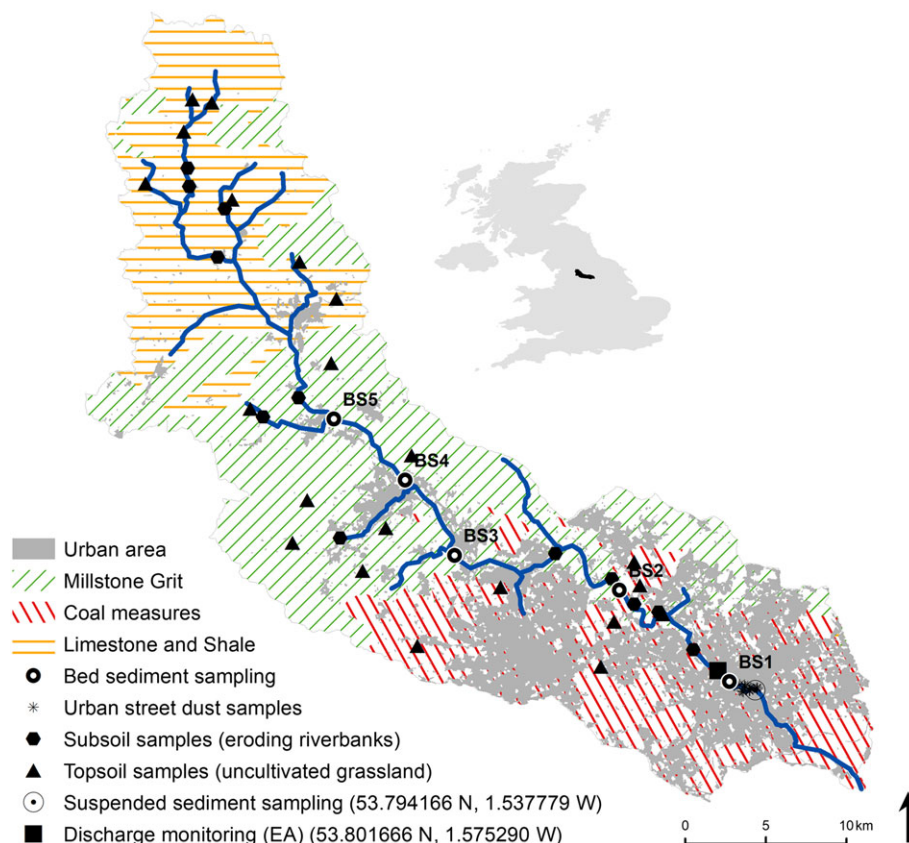 BS5
BS4
BS3
BS2
BS1
Urban area
Millstone Grit
Coal measures
Limestone and Shale
Bed sediment sampling
Urban street dust samples
Subsoil samples (eroding riverbanks)
Topsoil samples (uncultivated grassland)
Suspended sediment sampling (53.794166 N, 1.537779 W)
Discharge monitoring (EA) (53.801666 N, 1.575290 W)
0 5 10 km